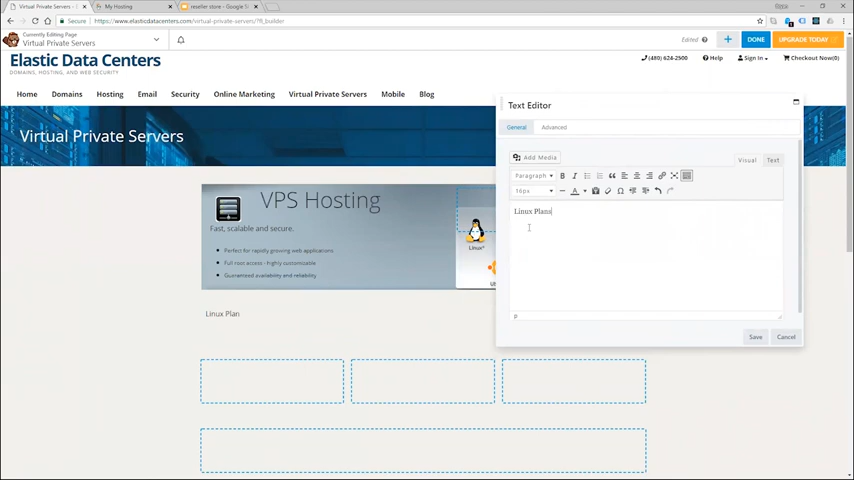 Virtual Private Servers - E
My Hosting
reseller store - Google S
Secure
https://www.elasticdatacenters.com/virtual-private-servers/?fl_builder
Currently Editing Page
Virtual Private Servers
Edited
DONE
UPGRADE TODAY
Elastic Data Centers
DOMAINS, HOSTING, AND WEB SECURITY
(480) 624-2500
Help
Sign In
Checkout Now(0)
Home
Domains
Hosting
Email
Security
Online Marketing
Virtual Private Servers
Mobile
Blog
Virtual Private Servers
VPS Hosting
Fast, scalable and secure.
Perfect for rapidly growing web applications
Full root access - highly customizable
Guaranteed availability and reliability
Linux*
Linux Plan
Text Editor
General
Advanced
Add Media
Visual
Text
Paragraph
16px
Linux Plans
P
Save
Cancel